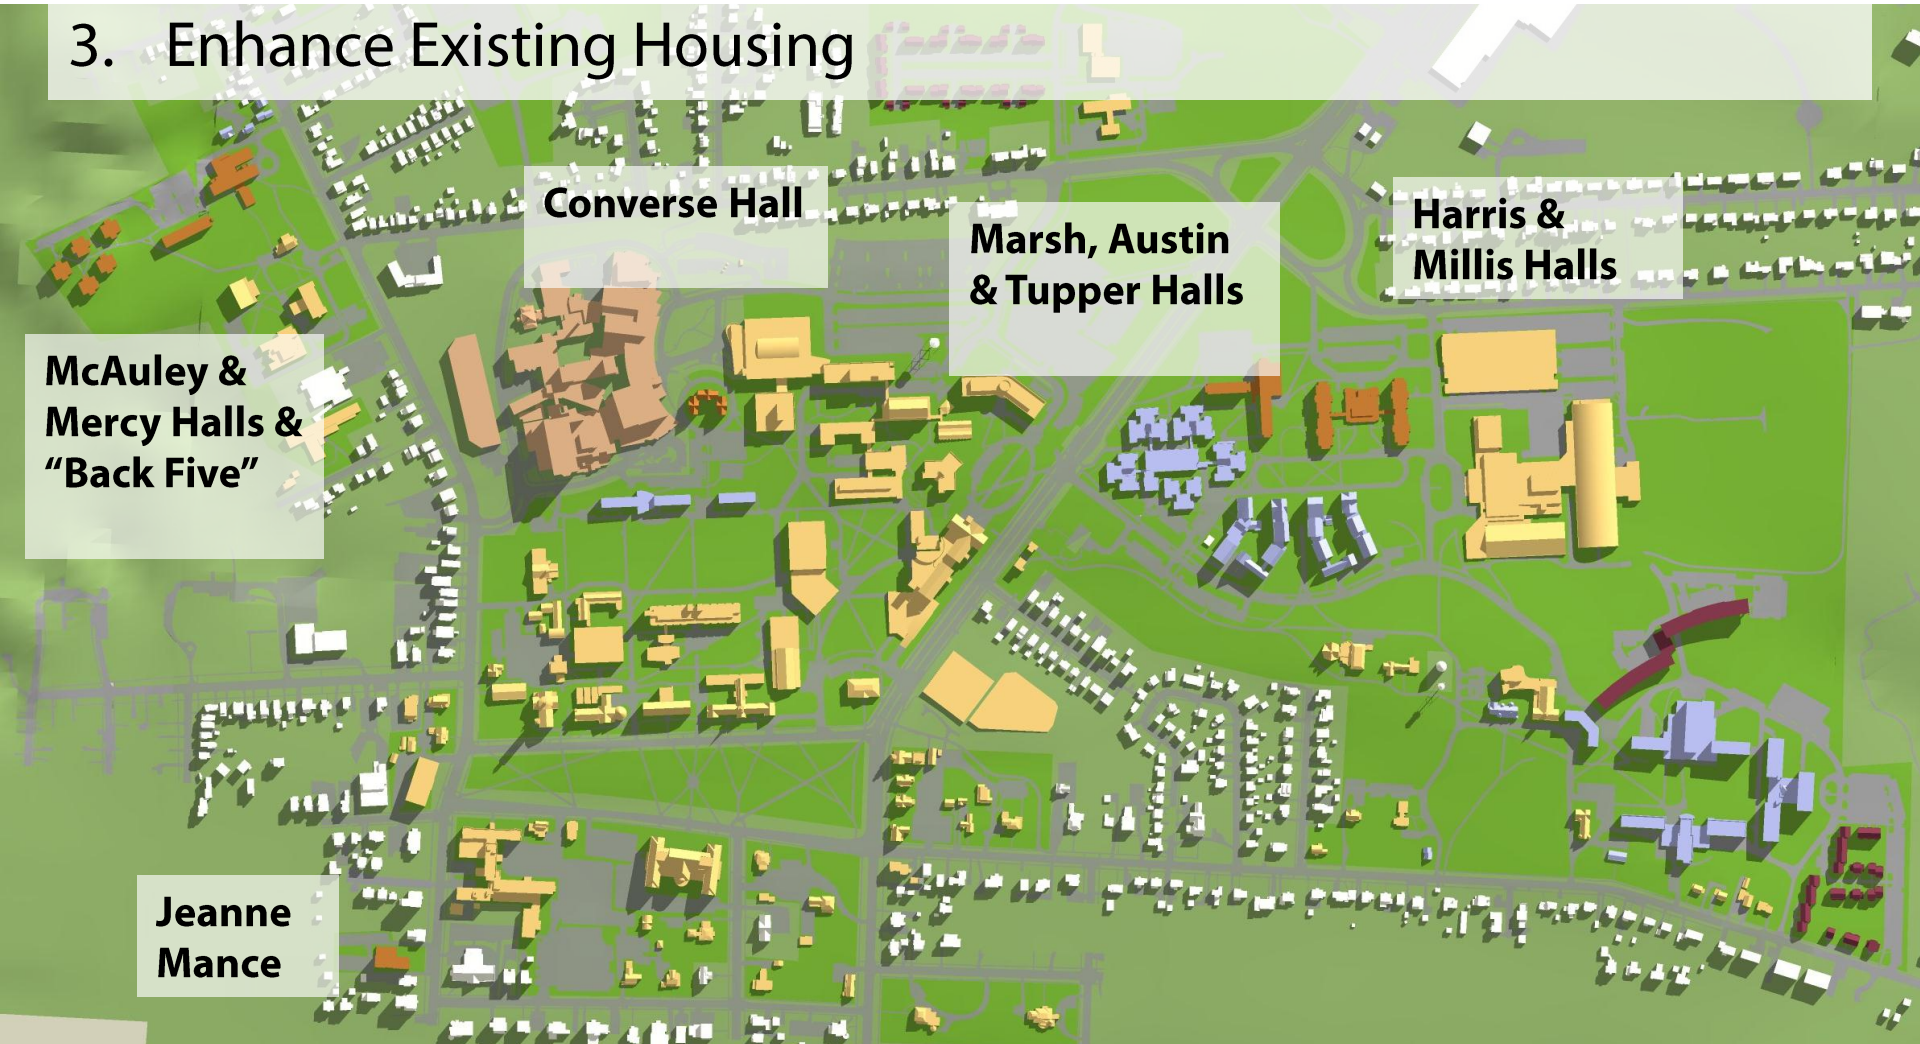 3. Enhance Existing Housing
Converse Hall
Marsh, Austin
& Tupper Halls
Harris &
Millis Halls
McAuley &
Mercy Halls &
“Back Five”
Jeanne
Mance